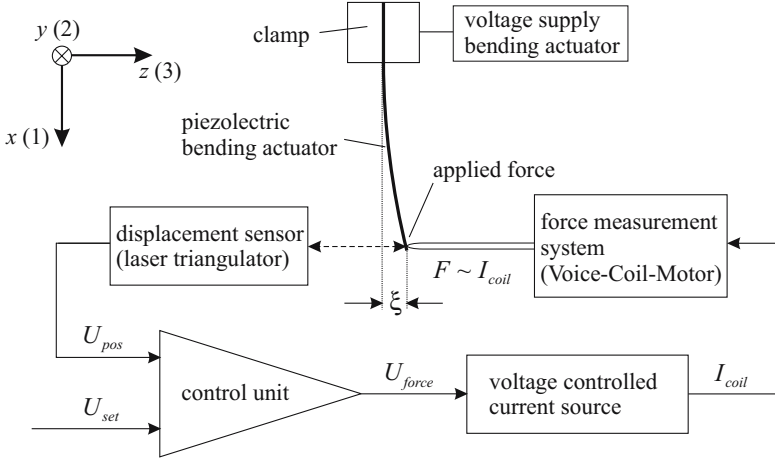 y (2)
z (3)
x (1)
clamp
voltage supply
bending actuator
piezolectric
bending actuator
applied force
displacement sensor
(laser triangulator)
force measurement
system
(Voice-Coil-Motor)
F ~ I_coil
ξ
U_pos
U_set
control unit
U_force
voltage controlled
current source
I_coil